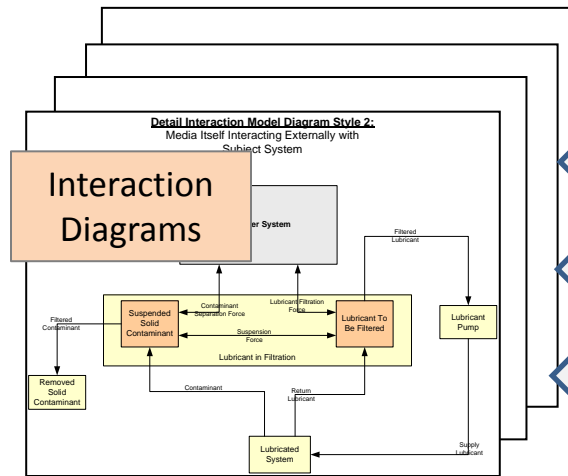 Detail Interaction Model Diagram Style 2:
Media Itself Interacting Externally with
Subject System
Interaction
Diagrams
System
Filtered
Lubricant
Contaminant
Separation Force
Lubricant Filtration
Force
Filtered
Contaminant
Suspended
Solid
Contaminant
Suspension
Force
Lubricant To
Be Filtered
Lubricant
Pump
Lubricant in Filtration
Removed
Solid
Contaminant
Contaminant
Return
Lubricant
Lubricated
System
Supply
Lubricant